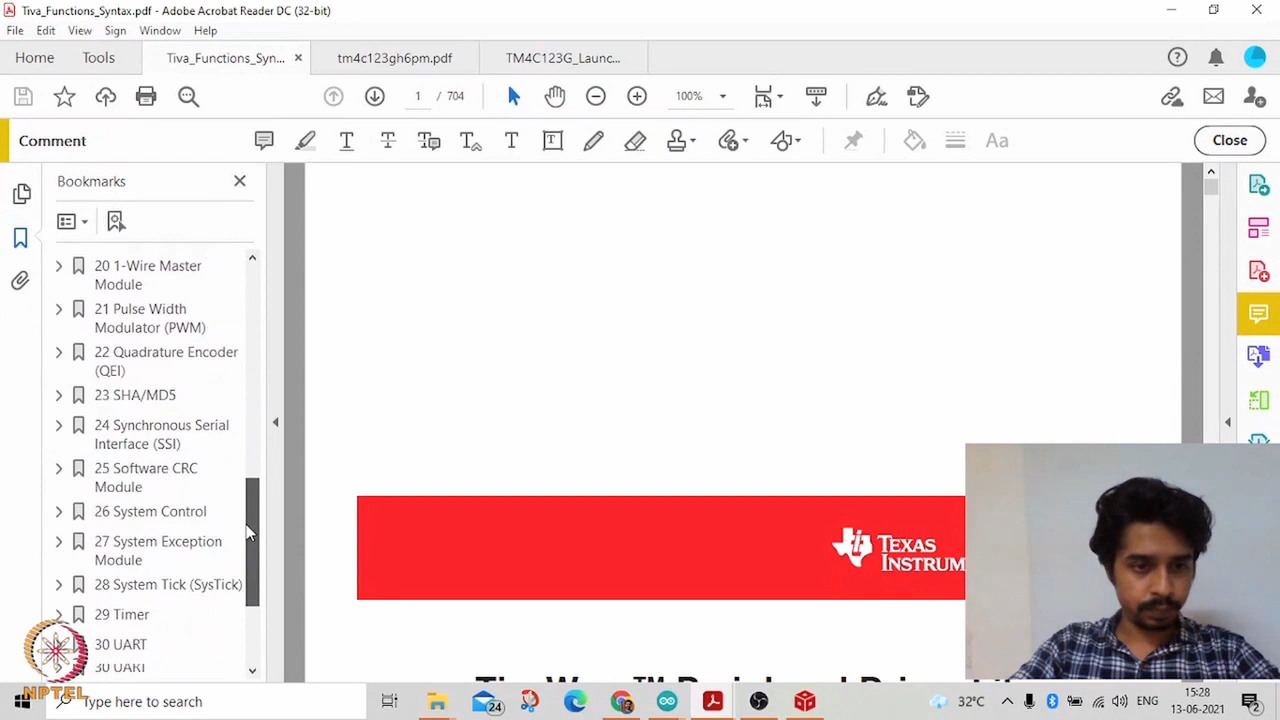 Tiva_Functions_Syntax.pdf - Adobe Acrobat Reader DC (32-bit)
File Edit View Sign Window Help
Home Tools Tiva_Functions_Syn... tm4c123gh6pm.pdf TM4C123G_Launc...
1 / 704 100%
Comment Close
Bookmarks
20 1-Wire Master
Module
21 Pulse Width
Modulator (PWM)
22 Quadrature Encoder
(QEI)
23 SHA/MD5
24 Synchronous Serial
Interface (SSI)
25 Software CRC
Module
26 System Control
27 System Exception
Module
28 System Tick (SysTick)
29 Timer
30 UART
30 UART
TEXAS
INSTRUM
NPTEL
Type here to search
24
32°C
ENG
15:28
13-06-2021
2